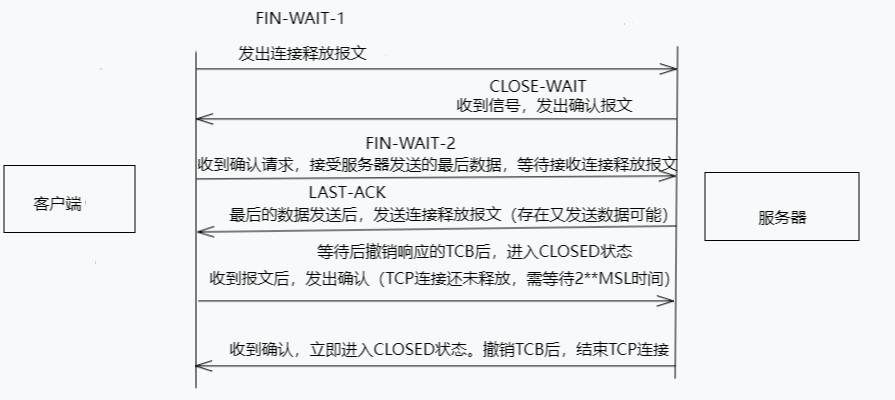 FIN-WAIT-1
发出连接释放报文
CLOSE-WAIT
收到信号，发出确认报文
FIN-WAIT-2
收到确认请求，接受服务器发送的最后数据，等待接收连接释放报文
LAST-ACK
最后的数据发送后，发送连接释放报文（存在又发送数据可能）
客户端
服务器
等待后撤销响应的TCB后，进入CLOSED状态
收到报文后，发出确认（TCP连接还未释放，需等待2**MSL时间）
收到确认，立即进入CLOSED状态。撤销TCB后，结束TCP连接